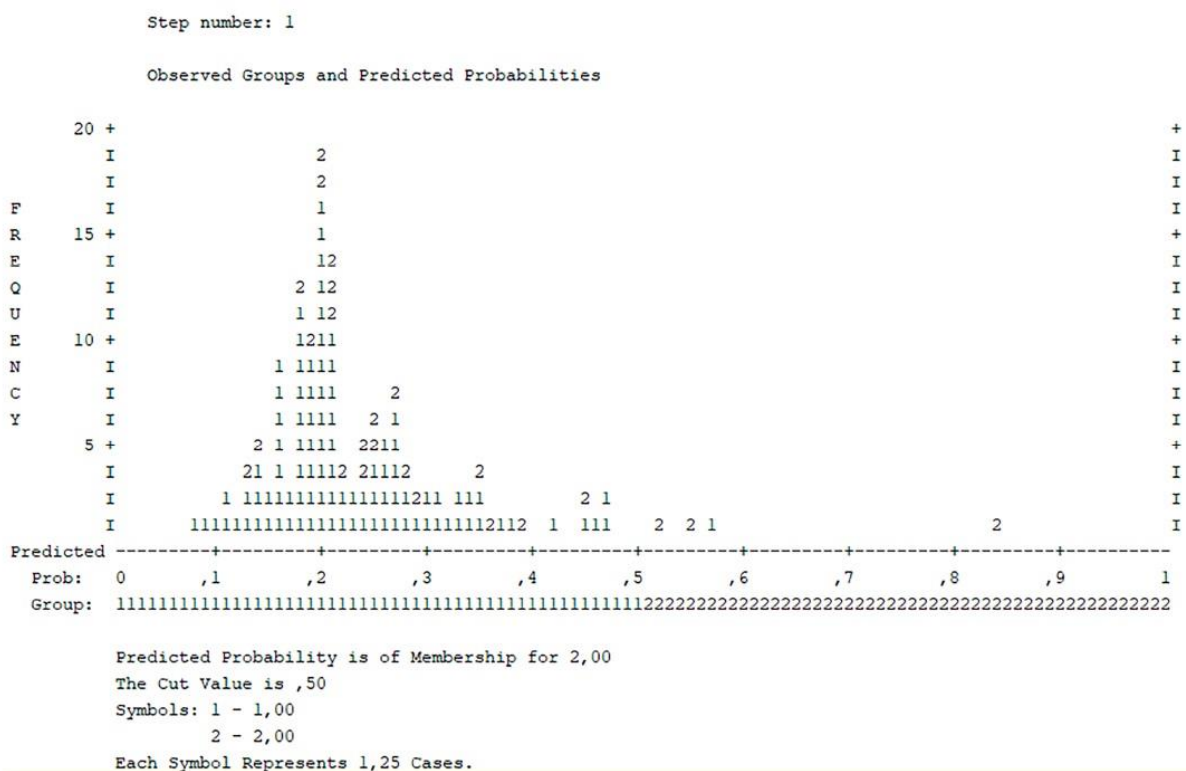 Step number: 1
Observed Groups and Predicted Probabilities
20 + +
I 2 I
I 2 I
F I 1 I
R 15 + 1 +
E I 12 I
Q I 2 12 I
U I 1 12 I
E 10 + 1211 +
N I 1 1111 I
C I 1 1111 2 I
Y I 1 1111 2 1 I
5 + 2 1 1111 2211 +
I 21 1 11112 21112 2 I
I 1 1111111111111111211 111 2 1 I
I 11111111111111111111111111112112 1 111 2 2 1 2 I
Predicted ---------+---------+---------+---------+---------+---------+---------+---------+---------+----------
Prob: 0 ,1 ,2 ,3 ,4 ,5 ,6 ,7 ,8 ,9 1
Group: 1111111111111111111111111111111111111111111111111122222222222222222222222222222222222222222222222222
Predicted Probability is of Membership for 2,00
The Cut Value is ,50
Symbols: 1 - 1,00
2 - 2,00
Each Symbol Represents 1,25 Cases.